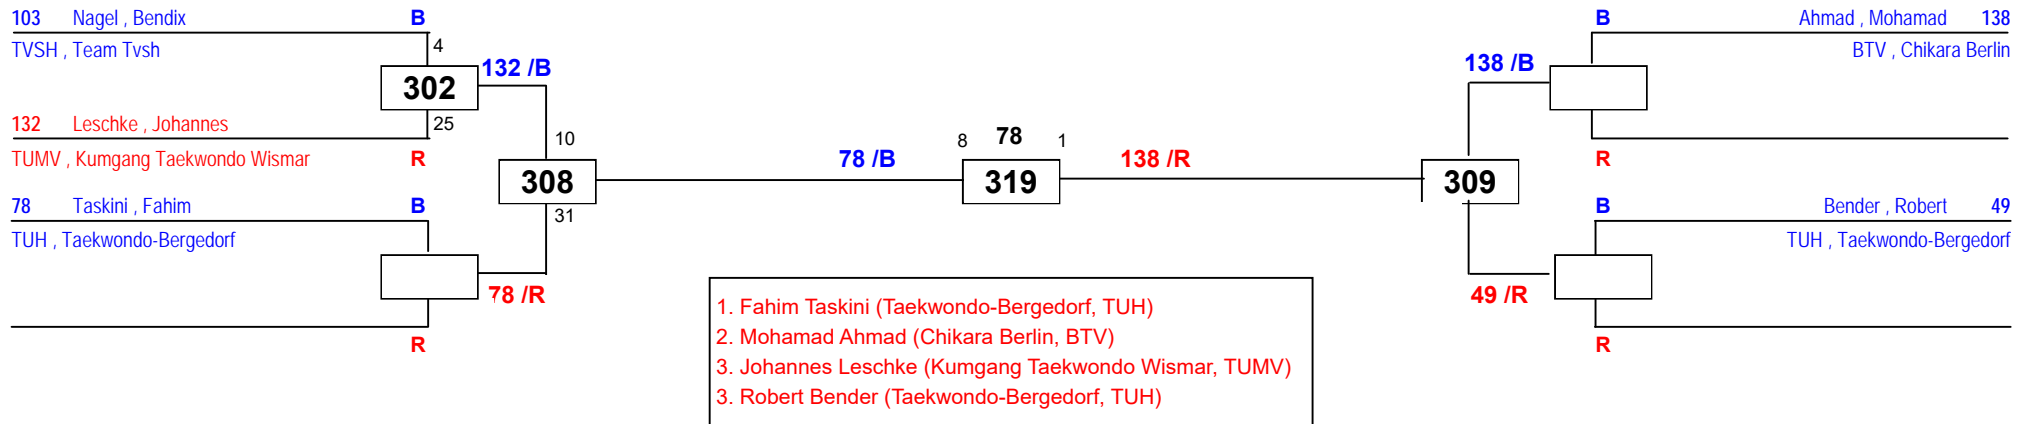 103 Nagel , Bendix B
TVSH , Team Tvsh
4
302
132 /B
25
132 Leschke , Johannes
TUMV , Kumgang Taekwondo Wismar R
78 Taskini , Fahim B
TUH , Taekwondo-Bergedorf
78 /R
R
10
308
31
78 /B
8 78 1
319
138 /R
B Ahmad , Mohamad 138
BTV , Chikara Berlin
138 /B
R
309
B Bender , Robert 49
TUH , Taekwondo-Bergedorf
49 /R
R
1. Fahim Taskini (Taekwondo-Bergedorf, TUH)
2. Mohamad Ahmad (Chikara Berlin, BTV)
3. Johannes Leschke (Kumgang Taekwondo Wismar, TUMV)
3. Robert Bender (Taekwondo-Bergedorf, TUH)